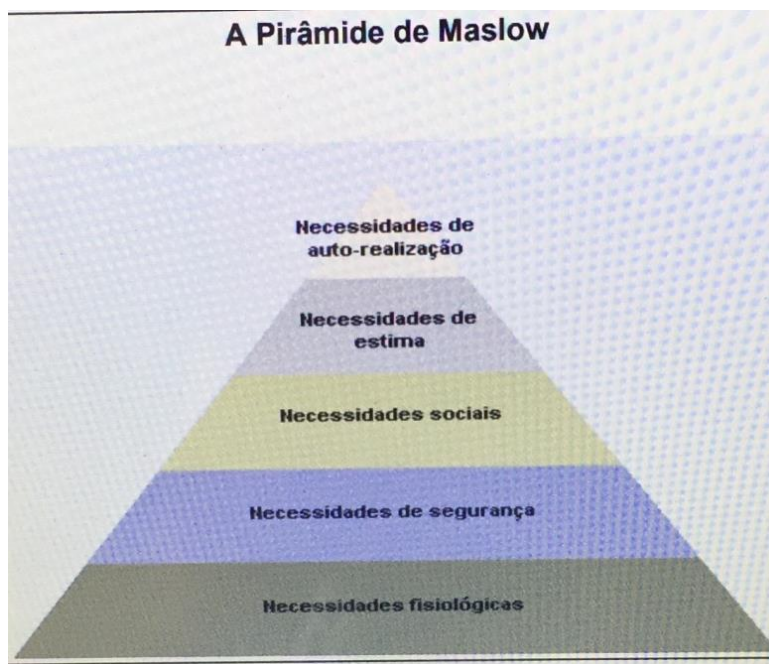 A Pirâmide de Maslow
Necessidades de
auto-realização
Necessidades de
estima
Necessidades sociais
Necessidades de segurança
Necessidades fisiológicas